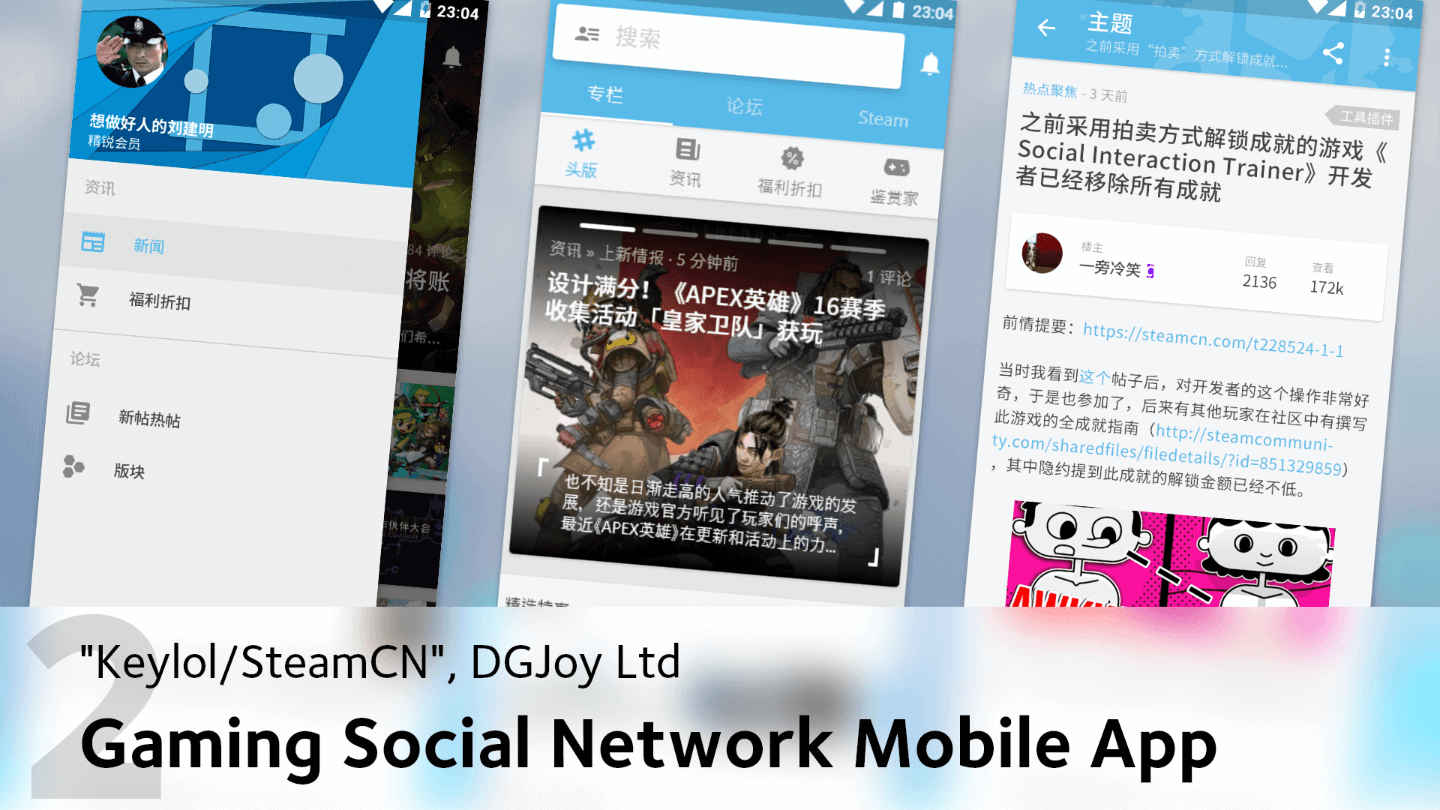 23:04
想做好人的刘建明
精锐会员
资讯
新闻
福利折扣
论坛
新帖热帖
版块
84 评论
将账
们希…
伙伴大会
23:04
搜索
专栏
论坛
Steam
头版
资讯
福利折扣
鉴赏家
资讯 » 上新情报 · 5 分钟前
1 评论
设计满分！《APEX英雄》16赛季
收集活动「皇家卫队」获玩
「
也不知是日渐走高的人气推动了游戏的发
展，还是游戏官方听见了玩家们的呼声，
最近《APEX英雄》在更新和活动上的力…
」
23:04
主题
之前采用“拍卖”方式解锁成就…
热点聚焦 - 3 天前
工具插件
之前采用拍卖方式解锁成就的游戏《
Social Interaction Trainer》开发
者已经移除所有成就
楼主
一旁冷笑
回复
2136
查看
172k
前情提要：https://steamcn.com/t228524-1-1
当时我看到这个帖子后，对开发者的这个操作非常好
奇，于是也参加了，后来有其他玩家在社区中有撰写
此游戏的全成就指南（http://steamcommuni-
ty.com/sharedfiles/filedetails/?id=851329859）
，其中隐约提到此成就的解锁金额已经不低。
2
"Keylol/SteamCN", DGJoy Ltd
Gaming Social Network Mobile App